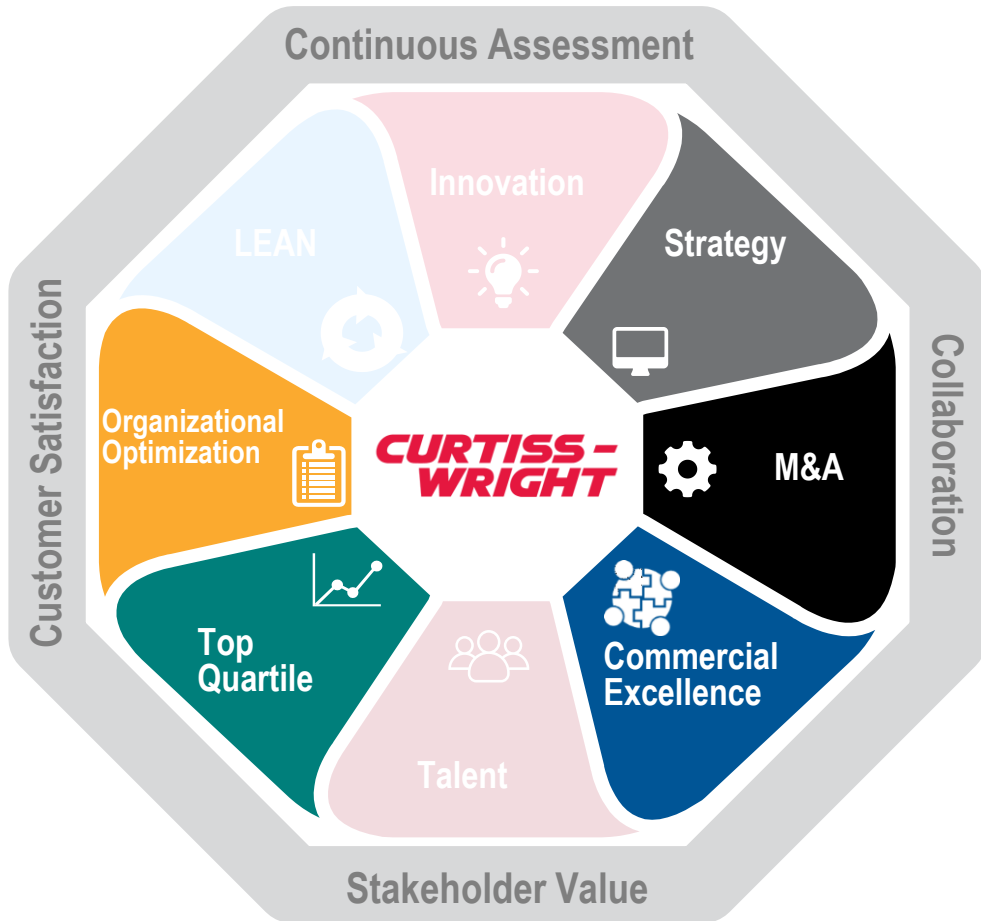 Continuous Assessment
Innovation
LEAN
Strategy
Customer Satisfaction
Collaboration
Organizational
Optimization
CURTISS-
WRIGHT
M&A
Top
Quartile
Commercial
Excellence
Talent
Stakeholder Value